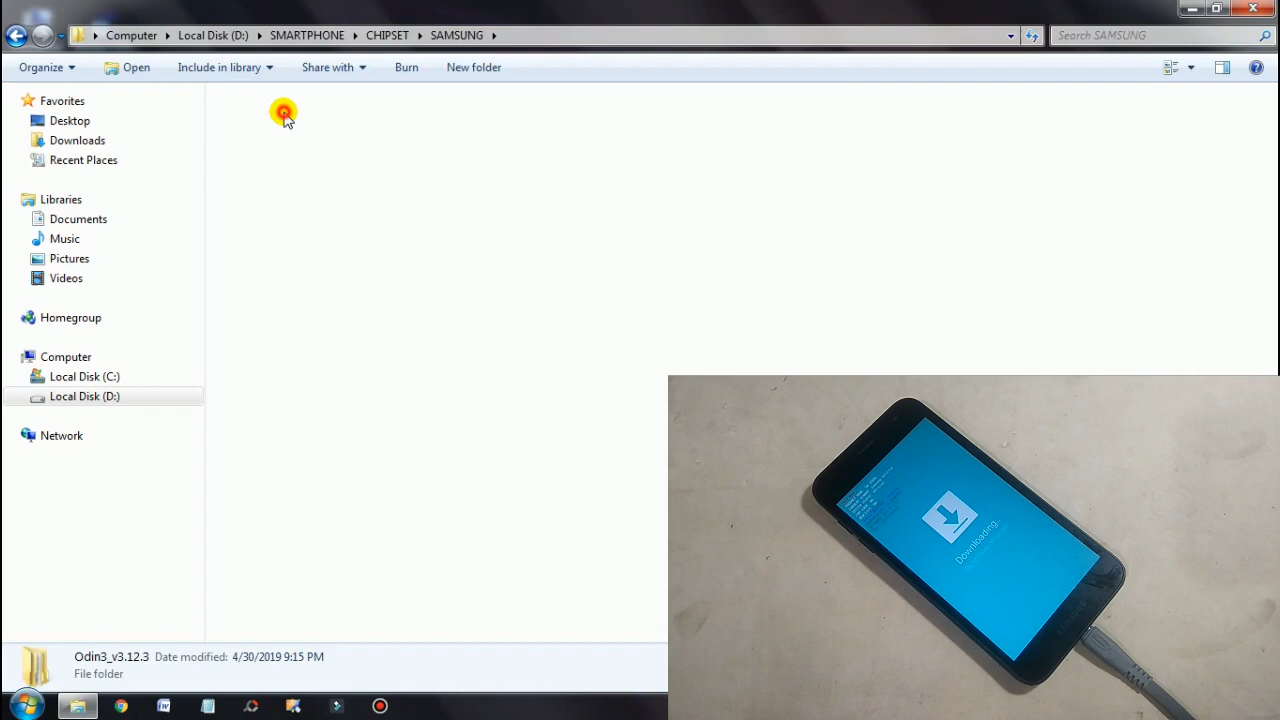 Computer ▸ Local Disk (D:) ▸ SMARTPHONE ▸ CHIPSET ▸ SAMSUNG ▸
Search SAMSUNG
Organize Open Include in library Share with Burn New folder
Favorites
Desktop
Downloads
Recent Places
Libraries
Documents
Music
Pictures
Videos
Homegroup
Computer
Local Disk (C:)
Local Disk (D:)
Network
Odin3_v3.12.3 Date modified: 4/30/2019 9:15 PM
File folder
Downloading...